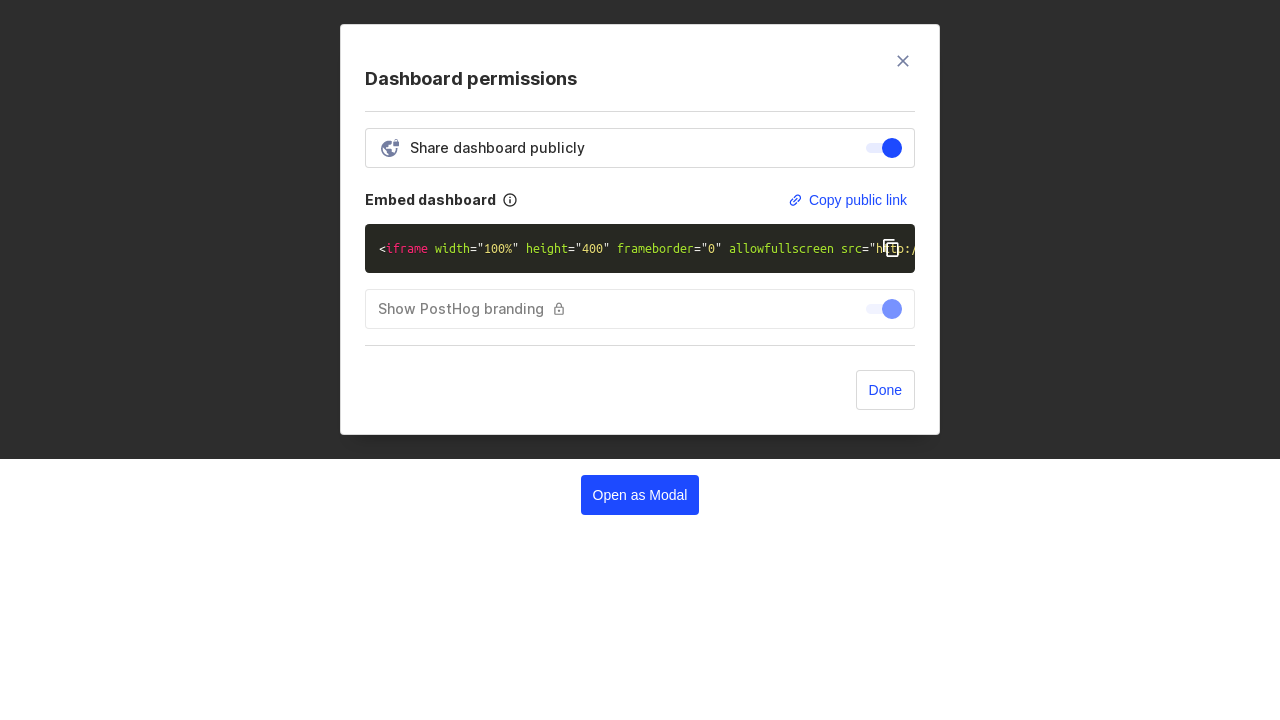 Dashboard permissions
Share dashboard publicly
Embed dashboard
Copy public link
<iframe width="100%" height="400" frameborder="0" allowfullscreen src="http:/
Show PostHog branding
Done
Open as Modal